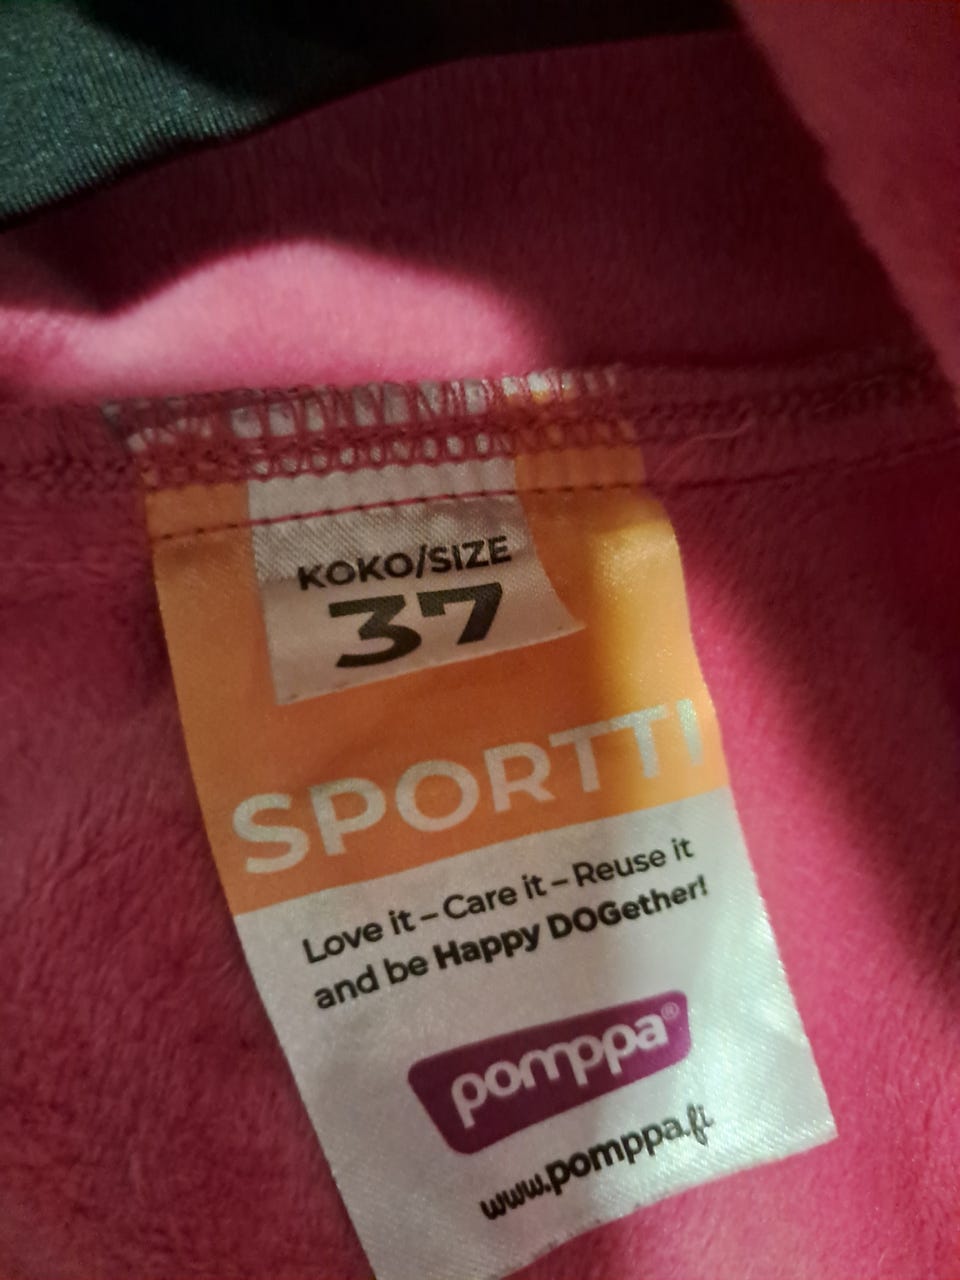 KOKO/SIZE
37
SPORTTI
Love it – Care it – Reuse it
and be Happy DOGether!
pomppa®
www.pomppa.fi